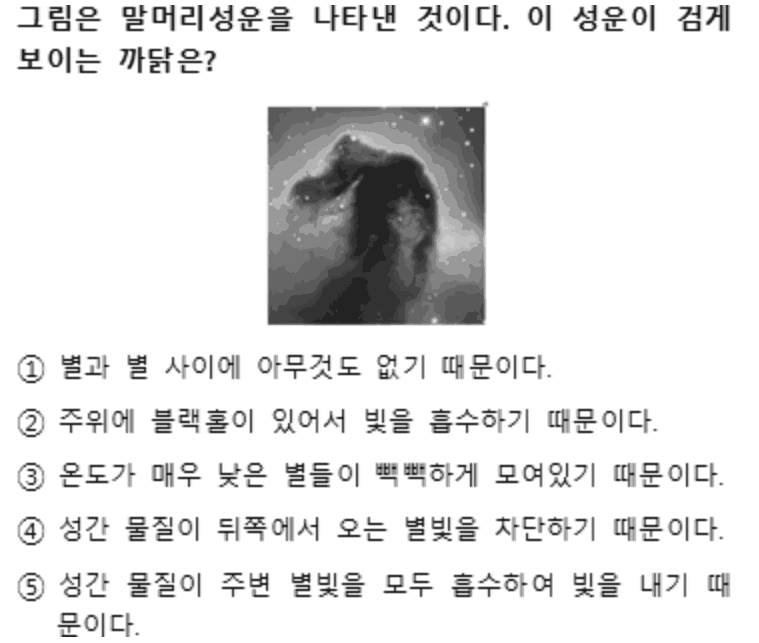 그림은 말머리성운을 나타낸 것이다. 이 성운이 검게
보이는 까닭은?
① 별과 별 사이에 아무것도 없기 때문이다.
② 주위에 블랙홀이 있어서 빛을 흡수하기 때문이다.
③ 온도가 매우 낮은 별들이 빽빽하게 모여있기 때문이다.
④ 성간 물질이 뒤쪽에서 오는 별빛을 차단하기 때문이다.
⑤ 성간 물질이 주변 별빛을 모두 흡수하여 빛을 내기 때
문이다.